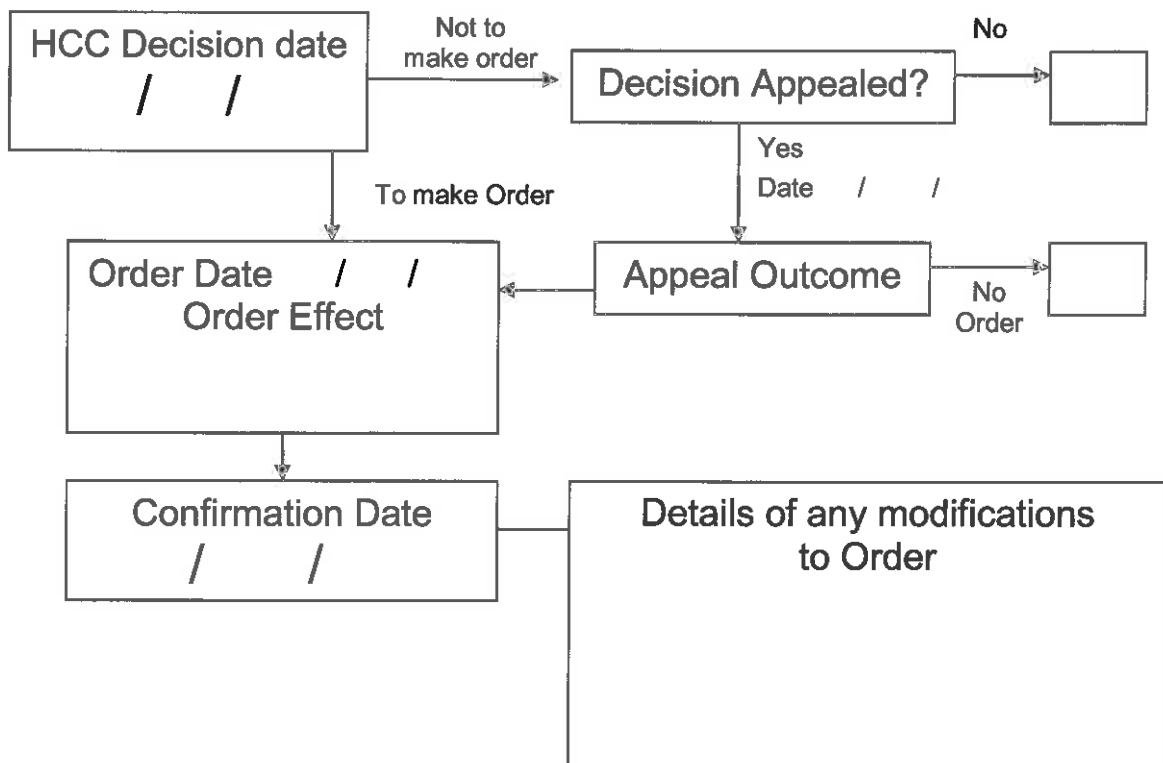 HCC Decision date
/ /
Not to
make order
Decision Appealed?
No
Yes
Date / /
To make Order
Order Date / /
Order Effect
Appeal Outcome
No
Order
Confirmation Date
/ /
Details of any modifications
to Order